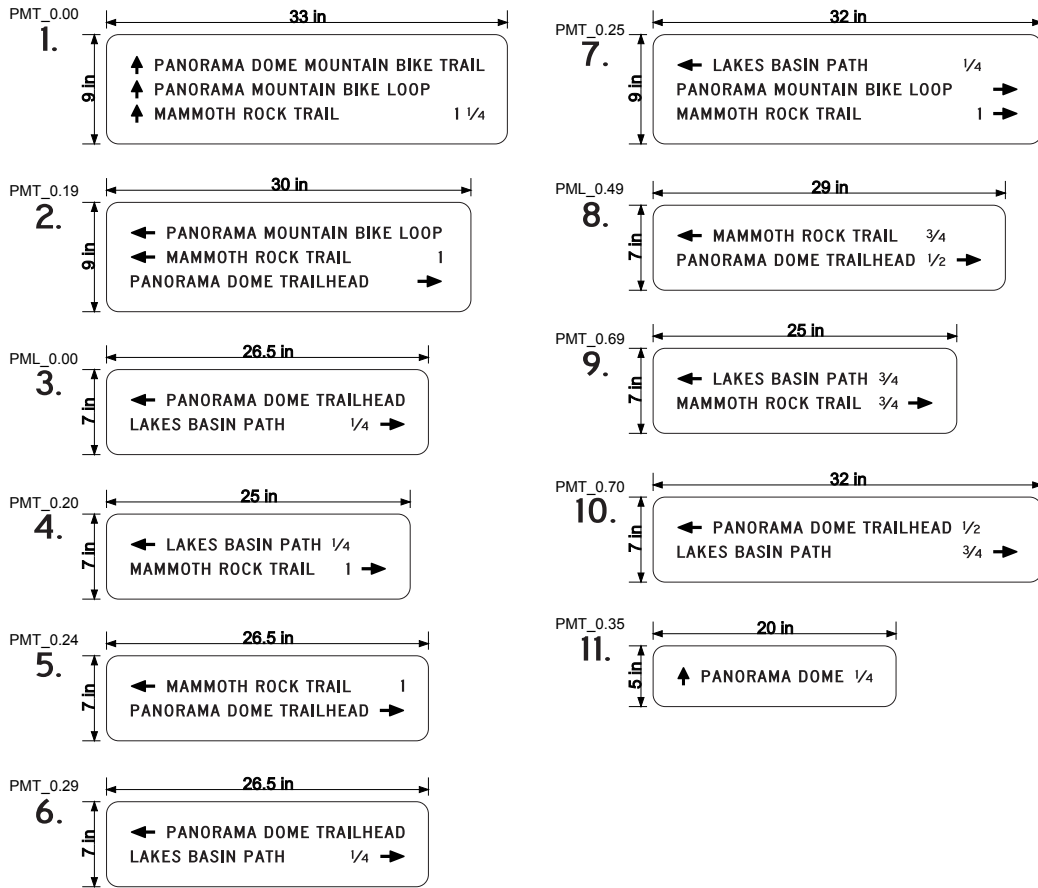 PMT_0.00
1.
33 in
9 in
↑ PANORAMA DOME MOUNTAIN BIKE TRAIL
↑ PANORAMA MOUNTAIN BIKE LOOP
↑ MAMMOTH ROCK TRAIL 1 1/4
PMT_0.19
2.
30 in
9 in
← PANORAMA MOUNTAIN BIKE LOOP
← MAMMOTH ROCK TRAIL 1
PANORAMA DOME TRAILHEAD →
PML_0.00
3.
26.5 in
7 in
← PANORAMA DOME TRAILHEAD
LAKES BASIN PATH 1/4 →
PMT_0.20
4.
25 in
7 in
← LAKES BASIN PATH 1/4
MAMMOTH ROCK TRAIL 1 →
PMT_0.24
5.
26.5 in
7 in
← MAMMOTH ROCK TRAIL 1
PANORAMA DOME TRAILHEAD →
PMT_0.29
6.
26.5 in
7 in
← PANORAMA DOME TRAILHEAD
LAKES BASIN PATH 1/4 →
PMT_0.25
7.
32 in
9 in
← LAKES BASIN PATH 1/4
PANORAMA MOUNTAIN BIKE LOOP →
MAMMOTH ROCK TRAIL 1 →
PML_0.49
8.
29 in
7 in
← MAMMOTH ROCK TRAIL 3/4
PANORAMA DOME TRAILHEAD 1/2 →
PMT_0.69
9.
25 in
7 in
← LAKES BASIN PATH 3/4
MAMMOTH ROCK TRAIL 3/4 →
PMT_0.70
10.
32 in
7 in
← PANORAMA DOME TRAILHEAD 1/2
LAKES BASIN PATH 3/4 →
PMT_0.35
11.
20 in
5 in
↑ PANORAMA DOME 1/4